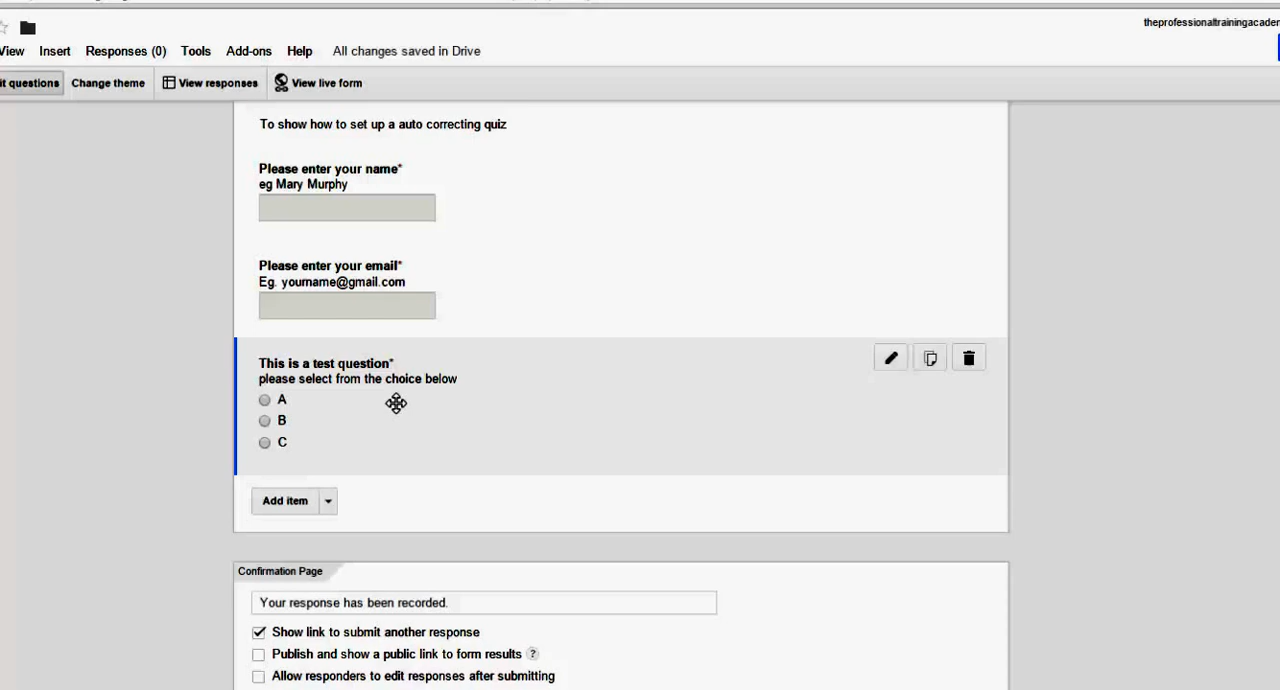 theprofessionaltrainingacader
View Insert Responses (0) Tools Add-ons Help All changes saved in Drive
it questions Change theme View responses View live form
To show how to set up a auto correcting quiz
Please enter your name*
eg Mary Murphy
Please enter your email*
Eg. yourname@gmail.com
This is a test question*
please select from the choice below
A
B
C
Add item
Confirmation Page
Your response has been recorded.
Show link to submit another response
Publish and show a public link to form results ?
Allow responders to edit responses after submitting